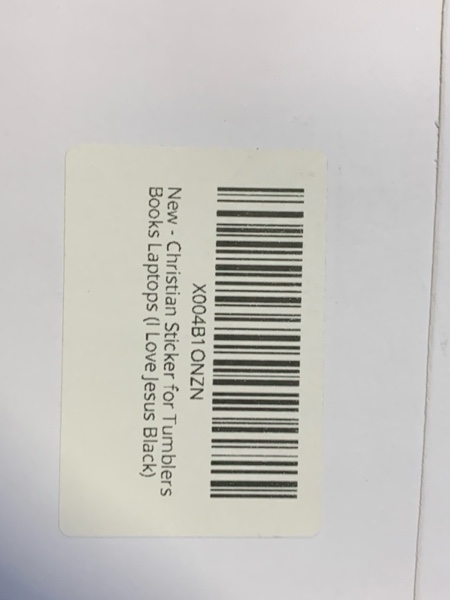 X004B1ONZN
New - Christian Sticker for Tumblers
Books Laptops (I Love Jesus Black)